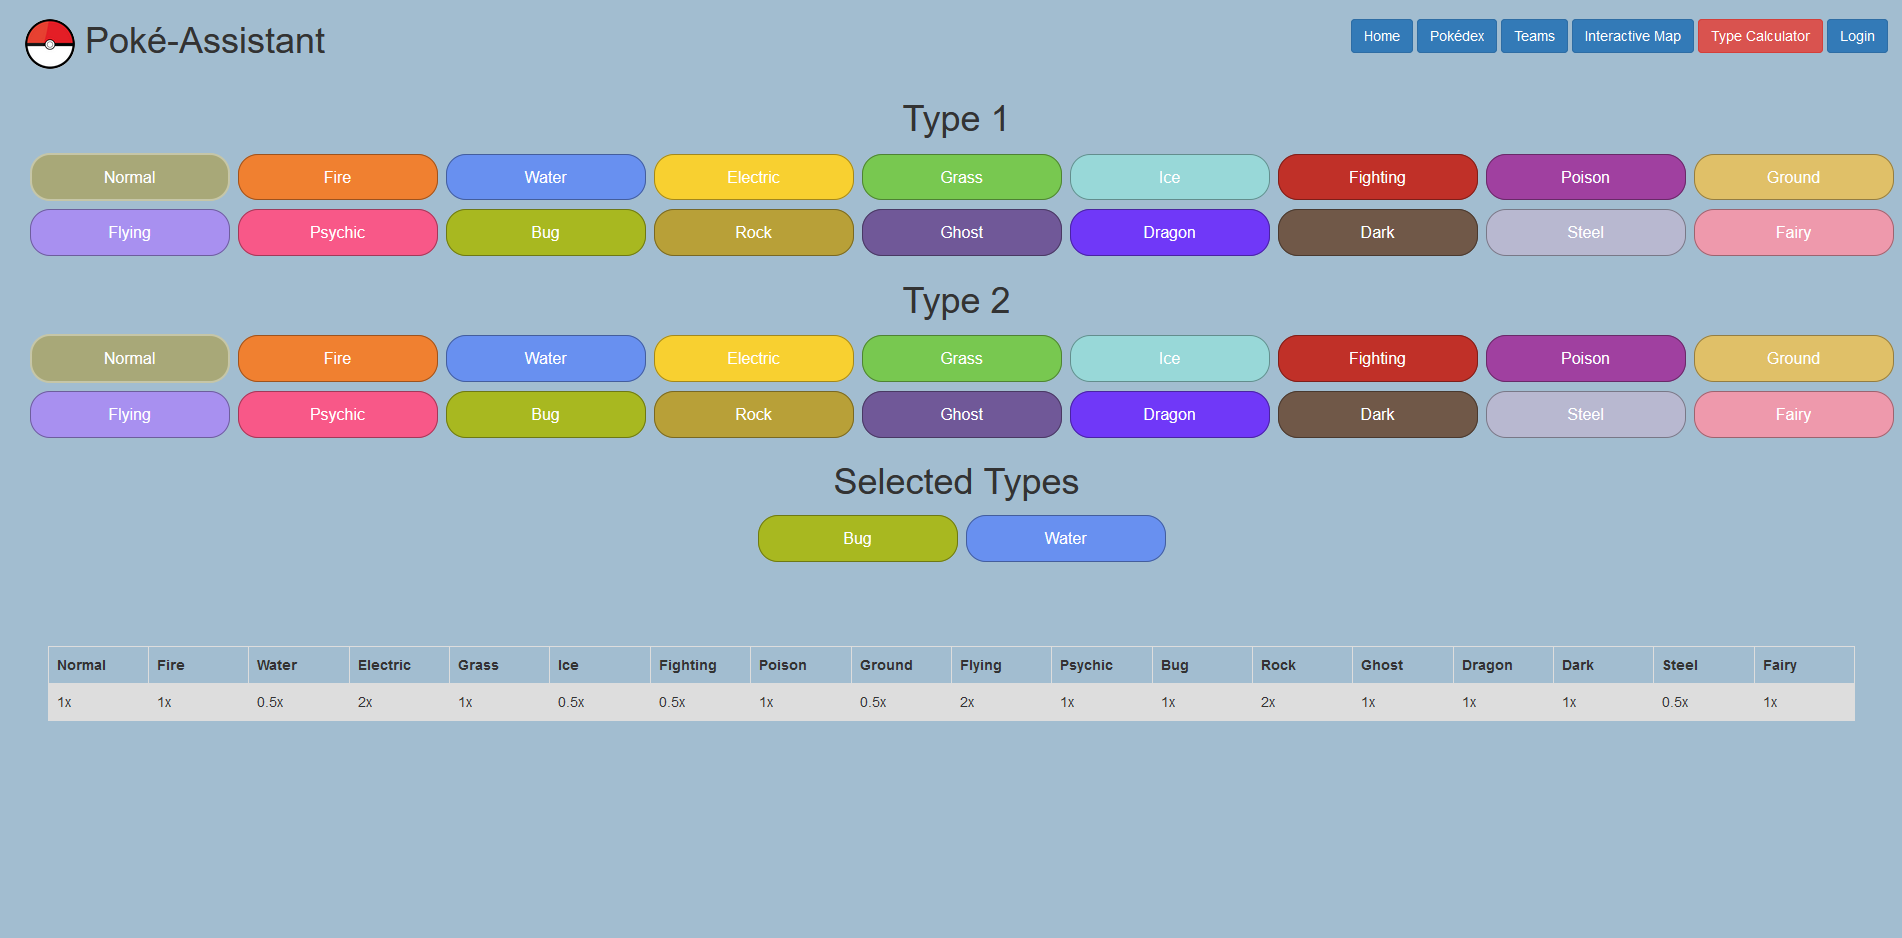 Poké-Assistant
Home Pokédex Teams Interactive Map Type Calculator Login
Type 1
Normal Fire Water Electric Grass Ice Fighting Poison Ground
Flying Psychic Bug Rock Ghost Dragon Dark Steel Fairy
Type 2
Normal Fire Water Electric Grass Ice Fighting Poison Ground
Flying Psychic Bug Rock Ghost Dragon Dark Steel Fairy
Selected Types
Bug Water
Normal Fire Water Electric Grass Ice Fighting Poison Ground Flying Psychic Bug Rock Ghost Dragon Dark Steel Fairy
1x 1x 0.5x 2x 1x 0.5x 0.5x 1x 0.5x 2x 1x 1x 2x 1x 1x 1x 0.5x 1x